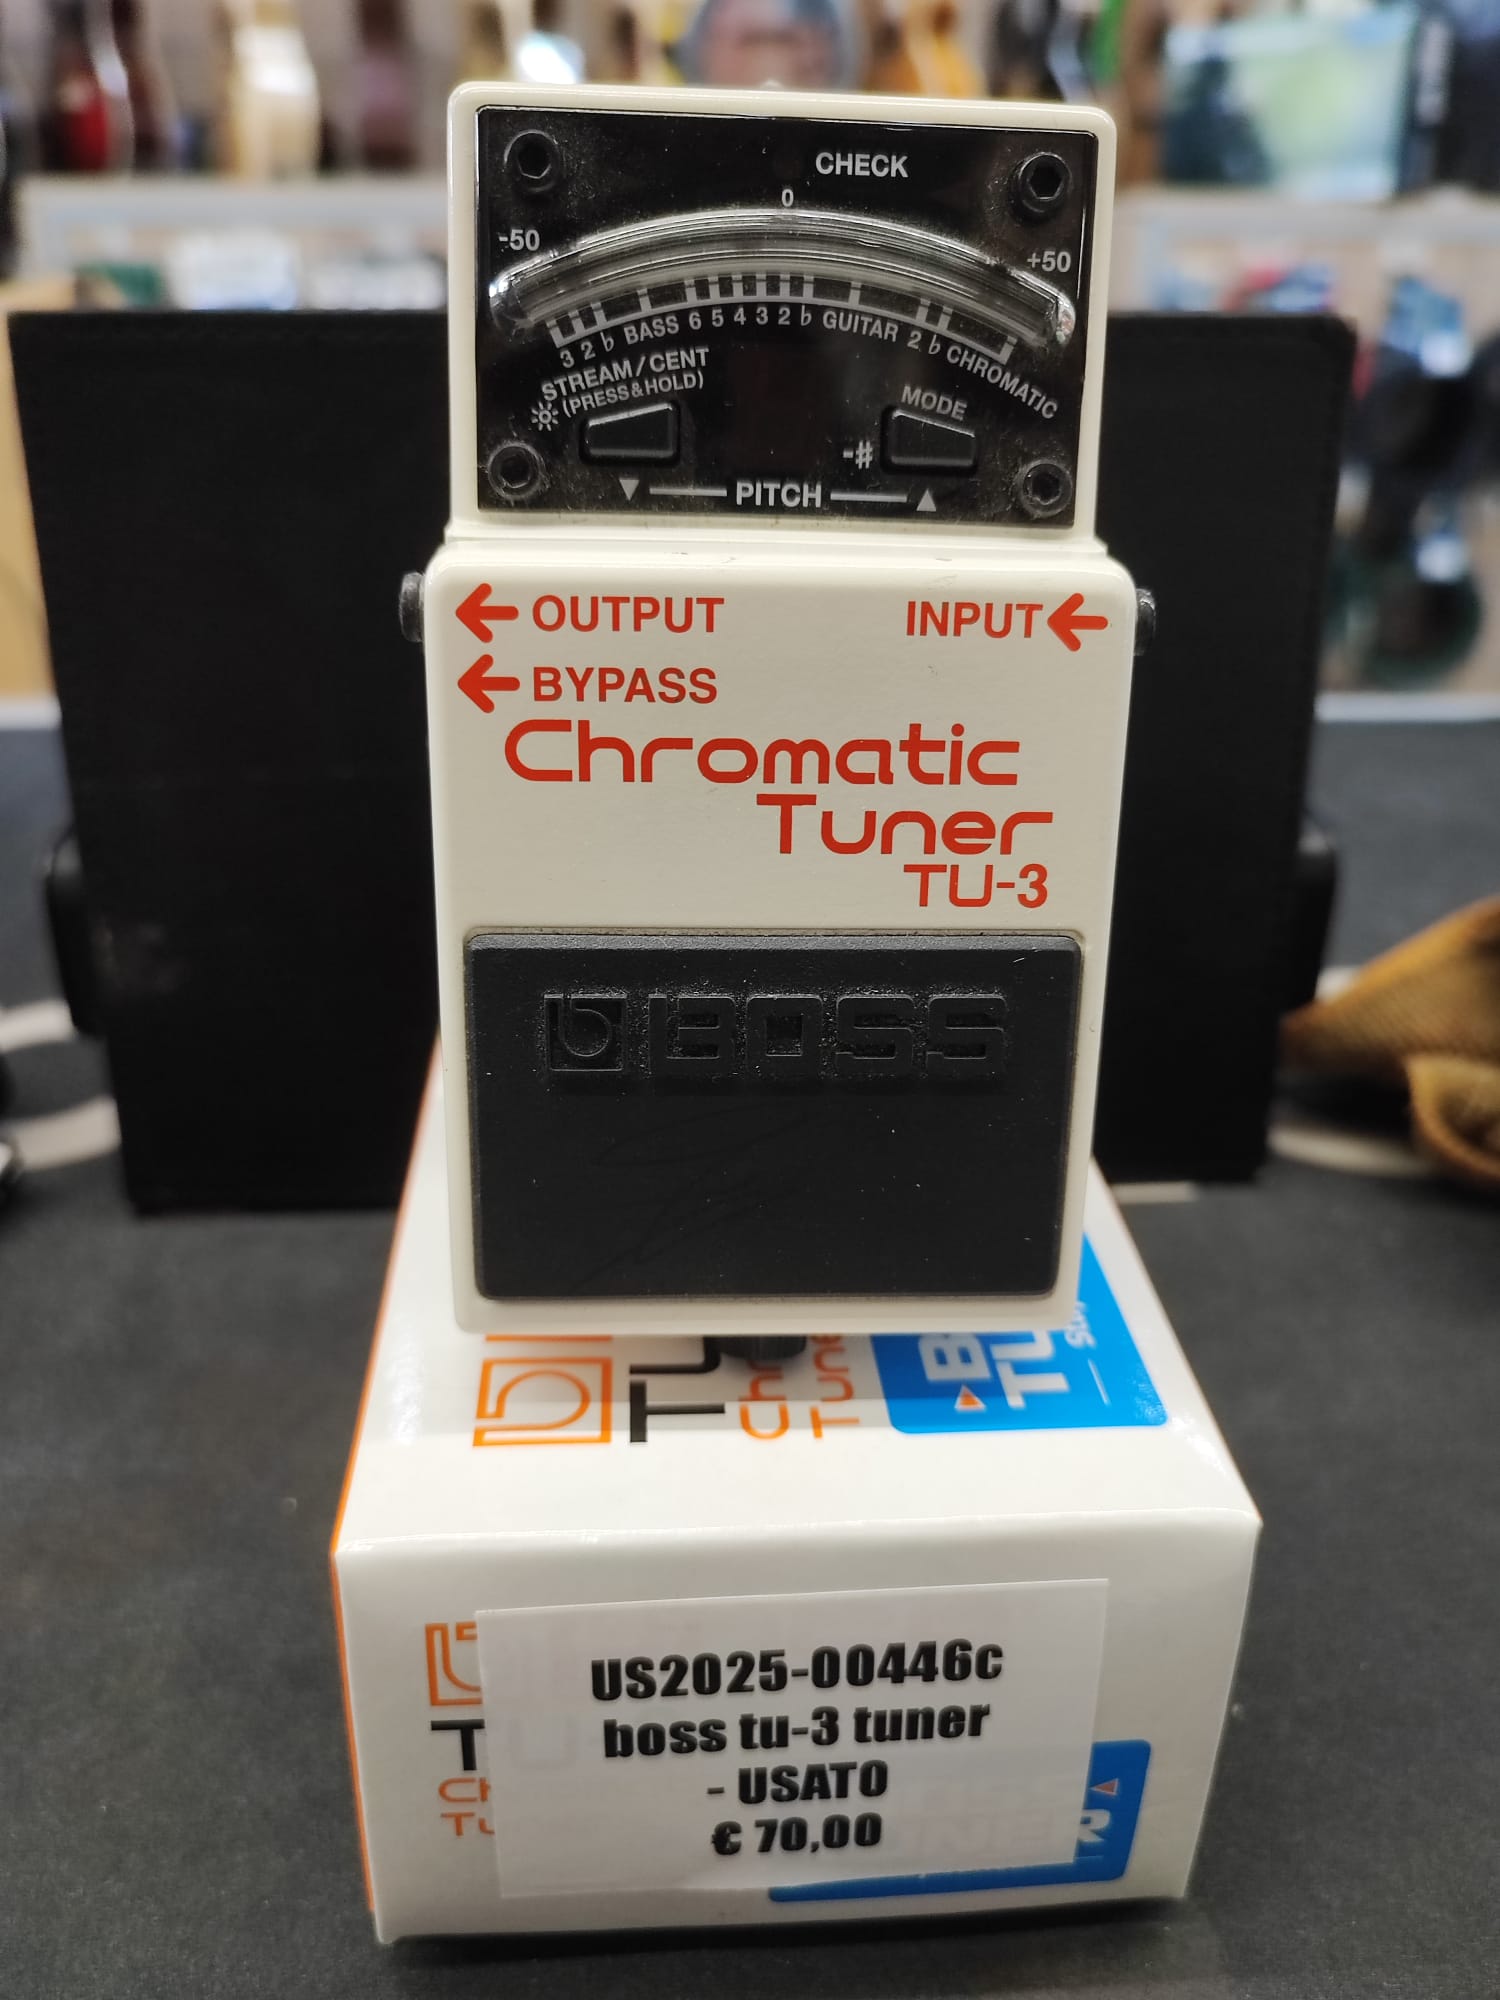 CHECK
0
-50
+50
3 2 ♭ BASS 6 5 4 3 2 ♭ GUITAR 2 ♭ CHROMATIC
STREAM/CENT
(PRESS&HOLD)
MODE
-#
▼ PITCH ▲
← OUTPUT
INPUT ←
← BYPASS
Chromatic
Tuner
TU-3
BOSS
US2025-00446c
boss tu-3 tuner
- USATO
€ 70,00